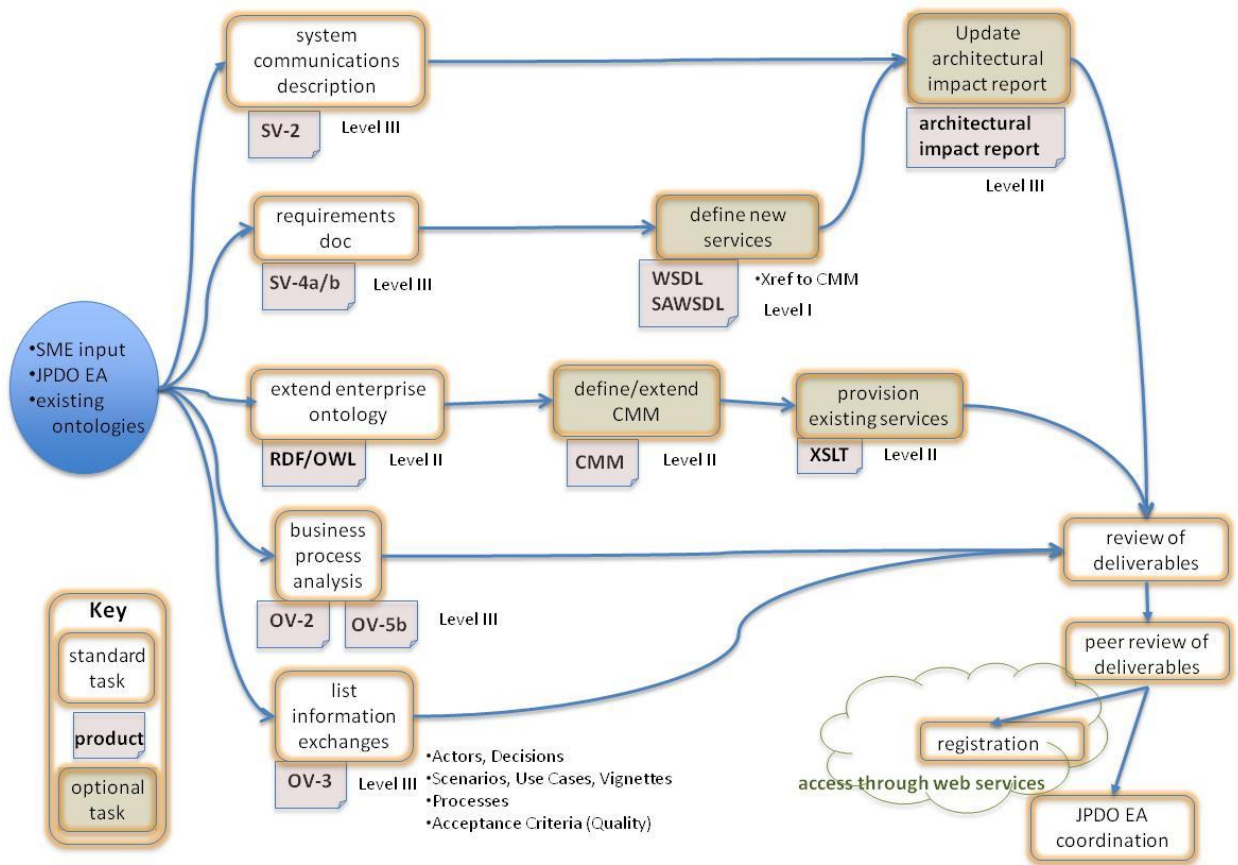 system
communications
description
SV-2
Level III
Update
architectural
impact report
architectural
impact report
Level III
requirements
doc
SV-4a/b
Level III
define new
services
WSDL
SAWSDL
•Xref to CMM
Level I
•SME input
•JPDO EA
•existing
ontologies
extend enterprise
ontology
RDF/OWL
Level II
define/extend
CMM
CMM
Level II
provision
existing services
XSLT
Level II
business
process
analysis
OV-2
OV-5b
Level III
review of
deliverables
peer review of
deliverables
list
information
exchanges
OV-3
Level III
•Actors, Decisions
•Scenarios, Use Cases, Vignettes
•Processes
•Acceptance Criteria (Quality)
registration
access through web services
JPDO EA
coordination
Key
standard
task
product
optional
task